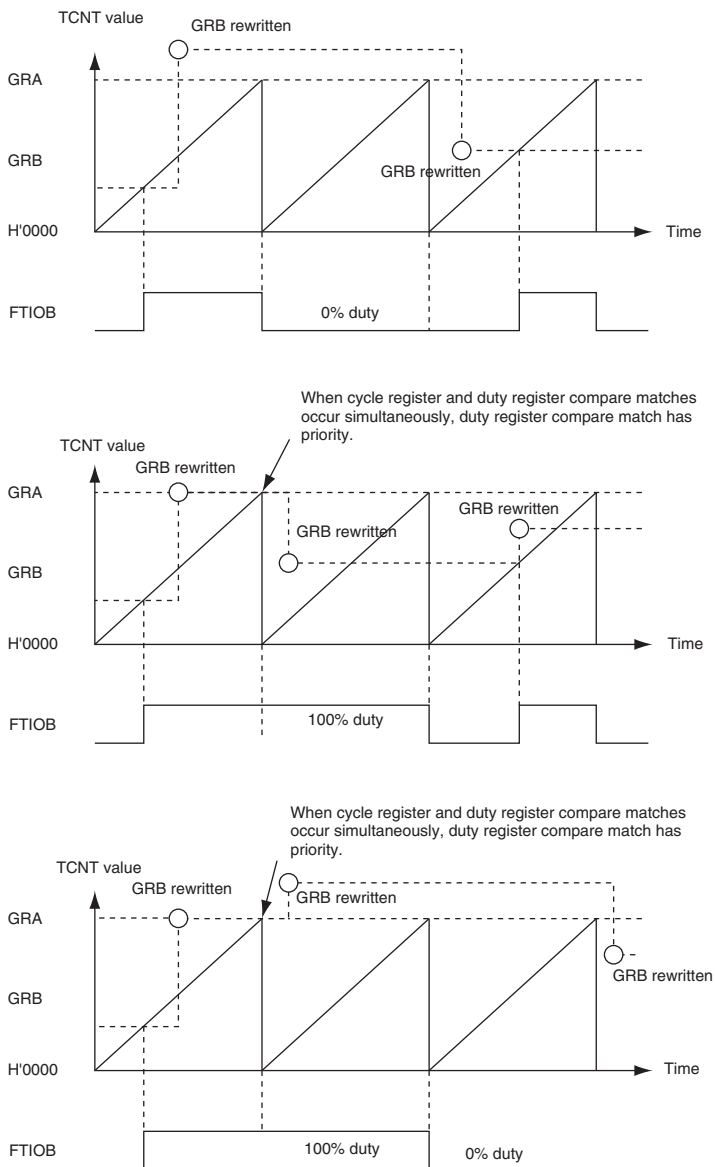 TCNT value
GRB rewritten
GRA
GRB
GRB rewritten
H'0000
Time
FTIOB
0% duty
When cycle register and duty register compare matches
occur simultaneously, duty register compare match has
priority.
TCNT value
GRB rewritten
GRA
GRB rewritten
GRB rewritten
GRB
H'0000
Time
FTIOB
100% duty
When cycle register and duty register compare matches
occur simultaneously, duty register compare match has
priority.
TCNT value
GRB rewritten
GRB rewritten
GRA
GRB rewritten
GRB
H'0000
Time
FTIOB
100% duty
0% duty